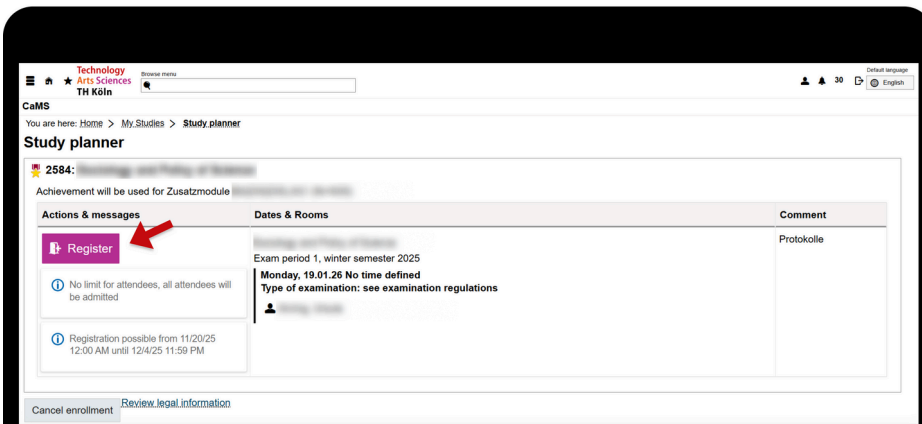 Technology
Arts Sciences
TH Köln
Browse menu
30
Default language
English
CaMS
You are here: Home > My Studies > Study planner
Study planner
2584:
Achievement will be used for Zusatzmodule
Actions & messages
Dates & Rooms
Comment
Register
Exam period 1, winter semester 2025
Protokolle
Monday, 19.01.26 No time defined
Type of examination: see examination regulations
No limit for attendees, all attendees will
be admitted
Registration possible from 11/20/25
12:00 AM until 12/4/25 11:59 PM
Cancel enrollment
Review legal information